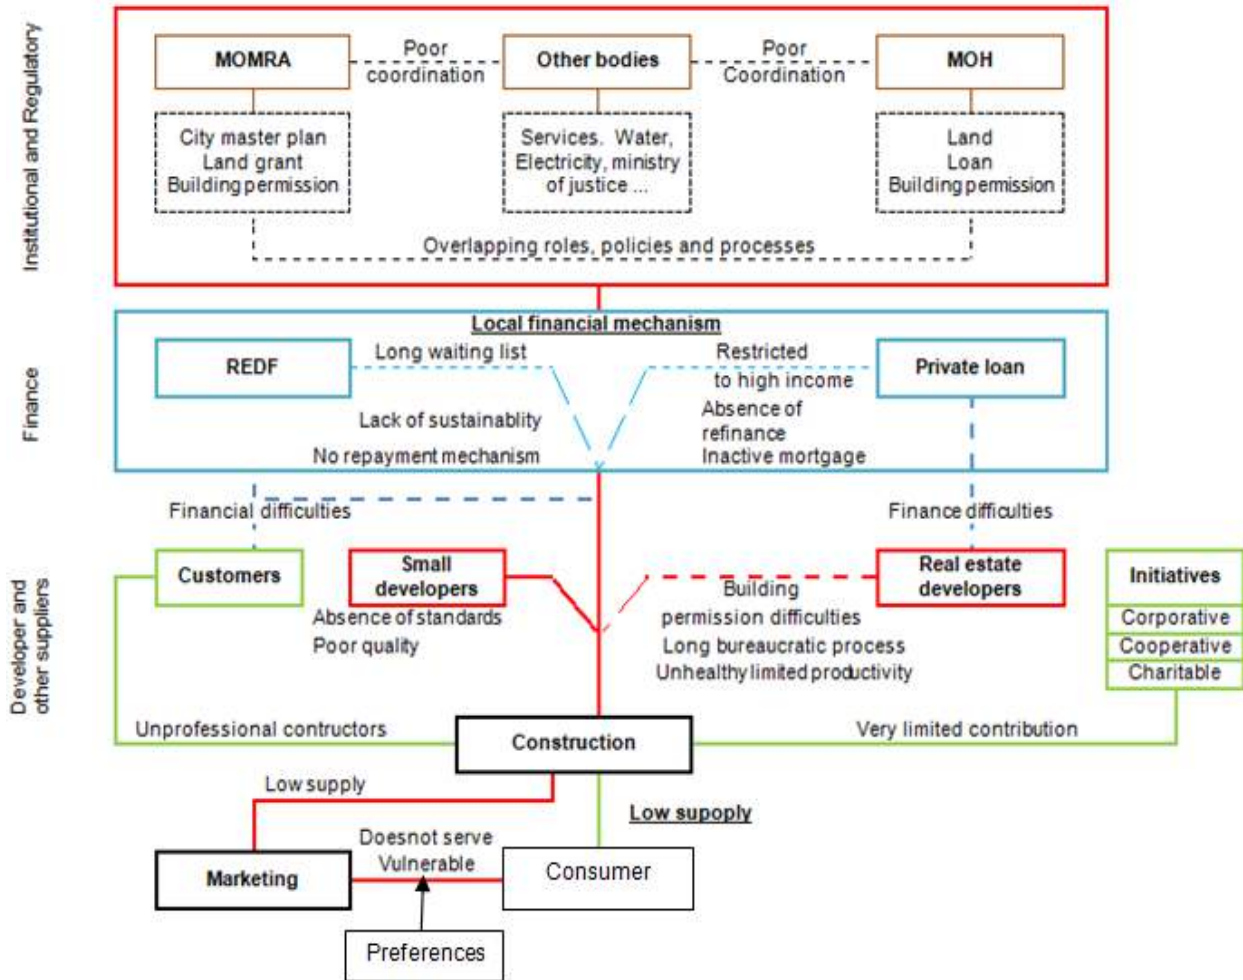 Institutional and Regulatory
MOMRA
Poor
coordination
Other bodies
Poor
Coordination
MOH
City master plan
Land grant
Building permission
Services. Water,
Electricity, ministry
of justice ...
Land
Loan
Building permission
Overlapping roles, policies and processes
Finance
Local financial mechanism
REDF
Long waiting list
Restricted
to high income
Private loan
Lack of sustainablity
Absence of
refinance
No repayment mechanism
Inactive mortgage
Developer and
other suppliers
Financial difficulties
Finance difficulties
Customers
Small
developers
Real estate
developers
Initiatives
Absence of standards
Poor quality
Building
permission difficulties
Long bureaucratic process
Unhealthy limited productivity
Corporative
Cooperative
Charitable
Unprofessional contructors
Construction
Very limited contribution
Low supply
Low supoply
Doesnot serve
Vulnerable
Marketing
Consumer
Preferences